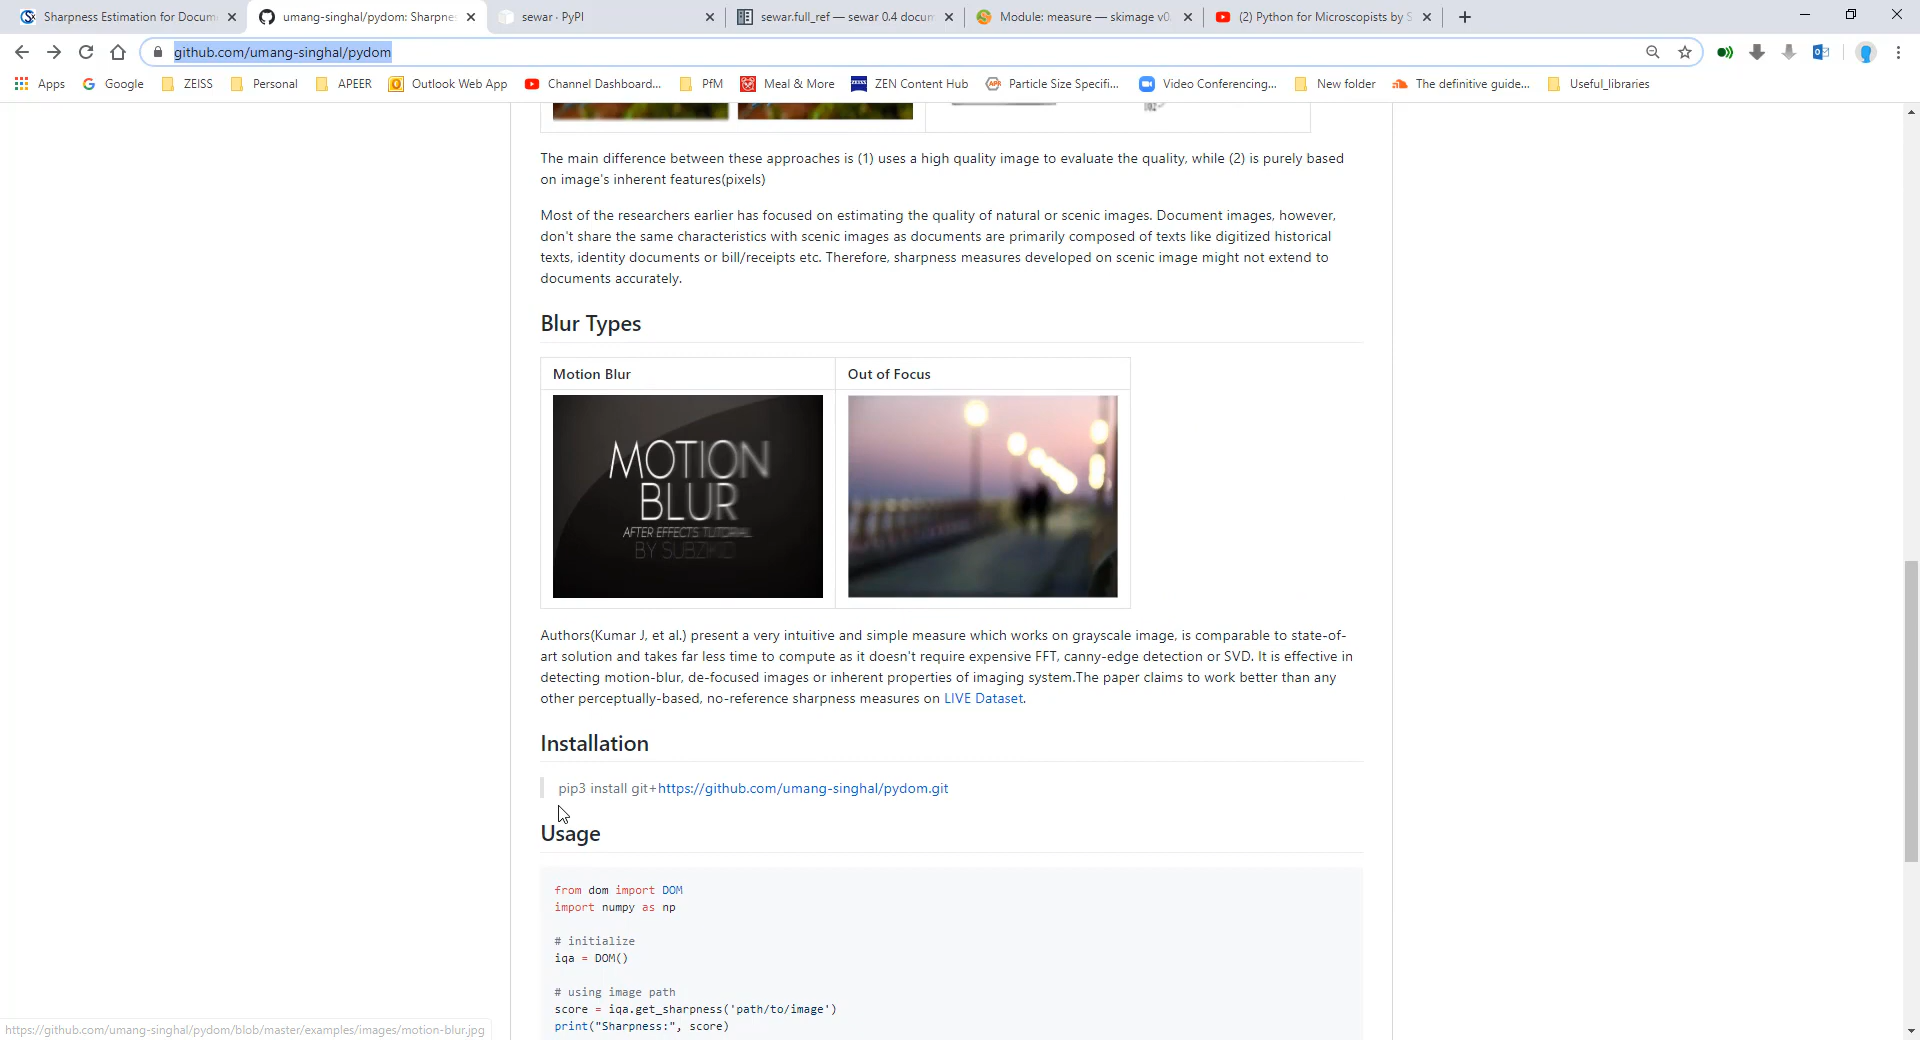 Sharpness Estimation for Docum
umang-singhal/pydom: Sharpne
sewar · PyPI
sewar.full_ref — sewar 0.4 docum
Module: measure — skimage v0.
(2) Python for Microscopists by S
github.com/umang-singhal/pydom
Apps
Google
ZEISS
Personal
APEER
Outlook Web App
Channel Dashboard...
PfM
Meal & More
ZEN Content Hub
Particle Size Specifi...
Video Conferencing...
New folder
The definitive guide...
Useful_libraries
The main difference between these approaches is (1) uses a high quality image to evaluate the quality, while (2) is purely based
on image's inherent features(pixels)
Most of the researchers earlier has focused on estimating the quality of natural or scenic images. Document images, however,
don't share the same characteristics with scenic images as documents are primarily composed of texts like digitized historical
texts, identity documents or bill/receipts etc. Therefore, sharpness measures developed on scenic image might not extend to
documents accurately.
Blur Types
Motion Blur
Out of Focus
MOTION
BLUR
AFTER EFFECTS TUTORIAL
Authors(Kumar J, et al.) present a very intuitive and simple measure which works on grayscale image, is comparable to state-of-
art solution and takes far less time to compute as it doesn't require expensive FFT, canny-edge detection or SVD. It is effective in
detecting motion-blur, de-focused images or inherent properties of imaging system.The paper claims to work better than any
other perceptually-based, no-reference sharpness measures on LIVE Dataset.
Installation
pip3 install git+https://github.com/umang-singhal/pydom.git
Usage
from dom import DOM
import numpy as np
# initialize
iqa = DOM()
# using image path
score = iqa.get_sharpness('path/to/image')
print("Sharpness:", score)
https://github.com/umang-singhal/pydom/blob/master/examples/images/motion-blur.jpg